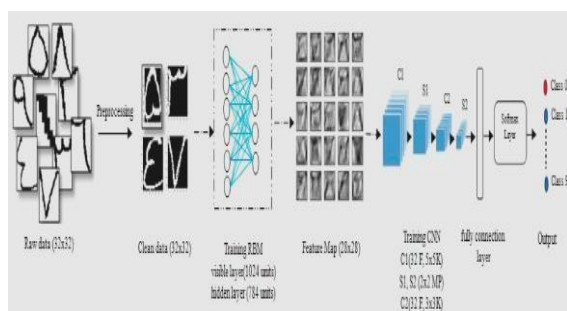 Preprocessing
C1
S1
C2
S2
Softmax
Layer
Class 0
Class 1
Class 9
Raw data (32x32)
Clean data (32x32)
Training RBM
visible layer(1024 units)
hidden layer (784 units)
Feature Map (28x28)
Training CNN
C1(32 F, 5x5K)
S1, S2 (2x2 MP)
C2(32 F, 3x3K)
fully connection
layer
Output